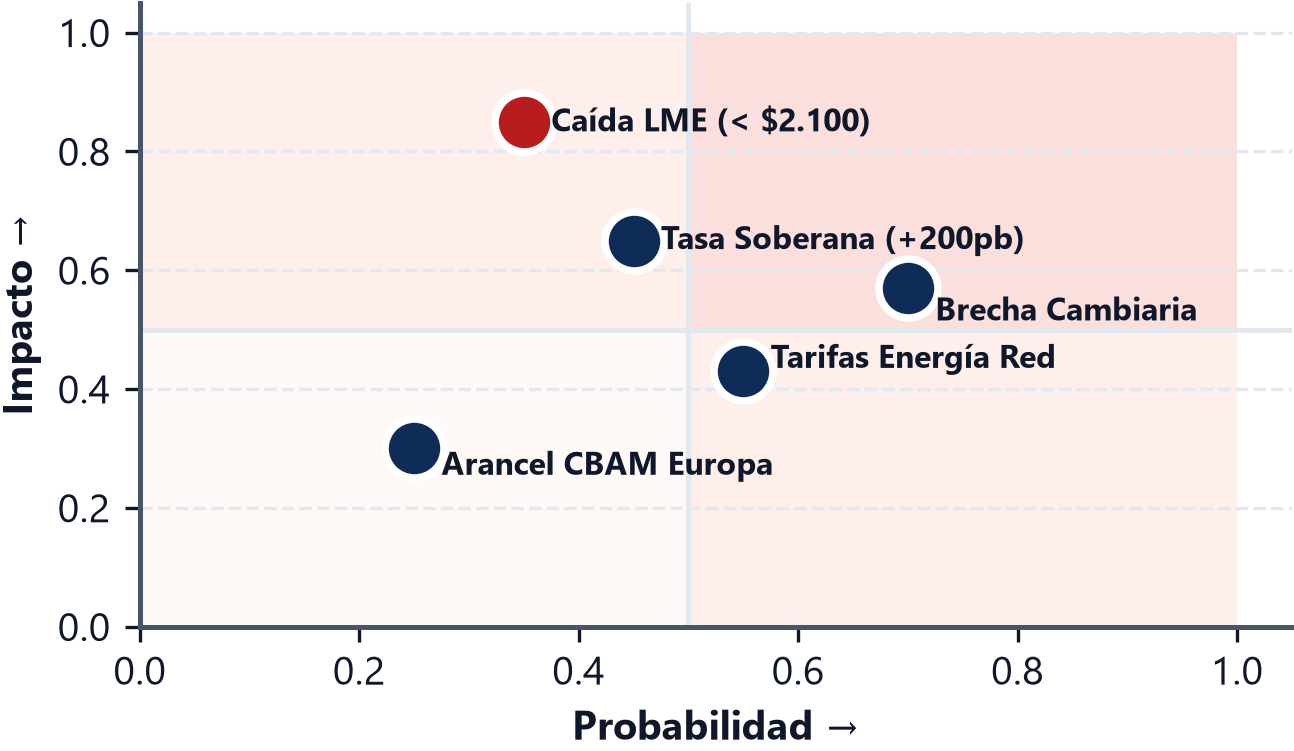 1.0
0.8
0.6
0.4
0.2
0.0
Impacto →
Caída LME (< $2.100)
Tasa Soberana (+200pb)
Brecha Cambiaria
Tarifas Energía Red
Arancel CBAM Europa
0.0 0.2 0.4 0.6 0.8 1.0
Probabilidad →